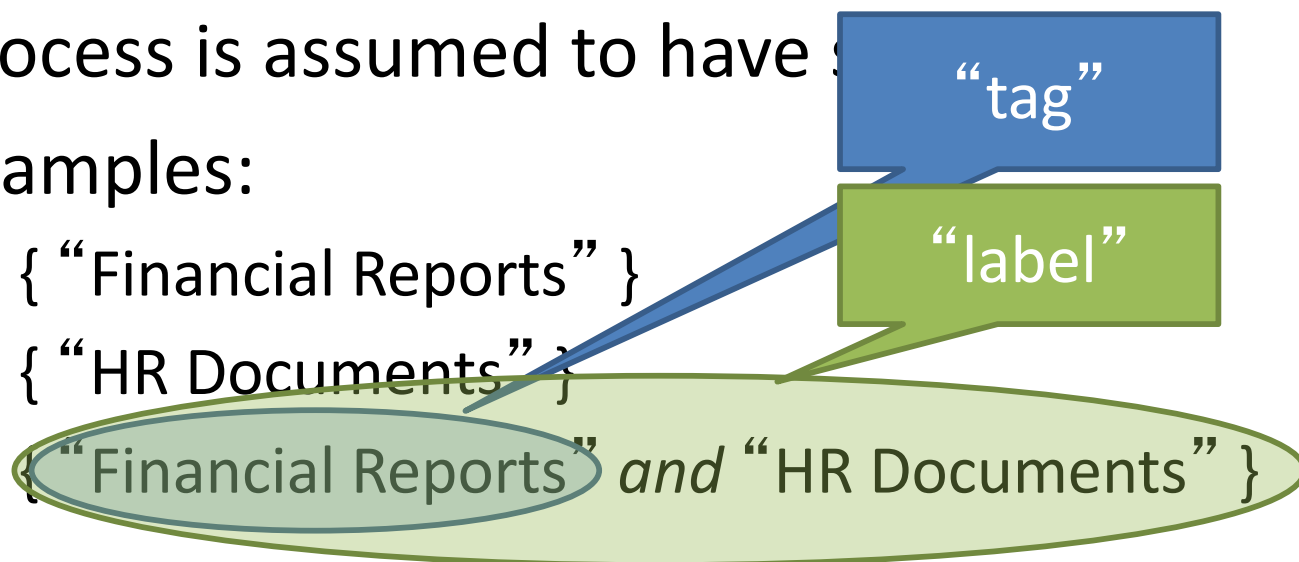 ocess is assumed to have
“tag”
amples:
“label”
{ “Financial Reports” }
{ “HR Documents” }
{ “Financial Reports” and “HR Documents” }